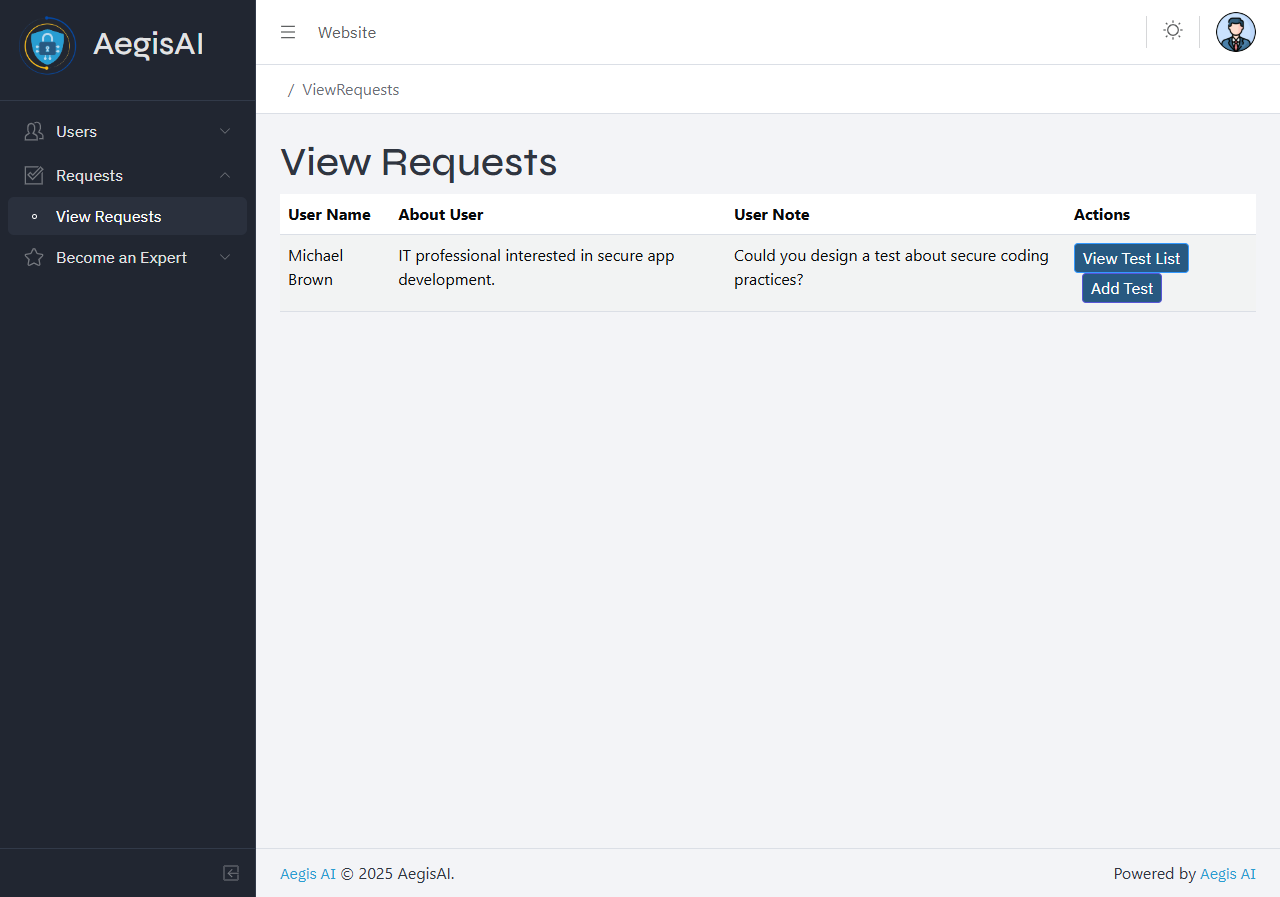 AegisAI
Website
/ ViewRequests
Users
Requests
View Requests
Become an Expert
View Requests
User Name About User User Note Actions
Michael Brown IT professional interested in secure app development. Could you design a test about secure coding practices? View Test List
Add Test
Aegis AI © 2025 AegisAI. Powered by Aegis AI